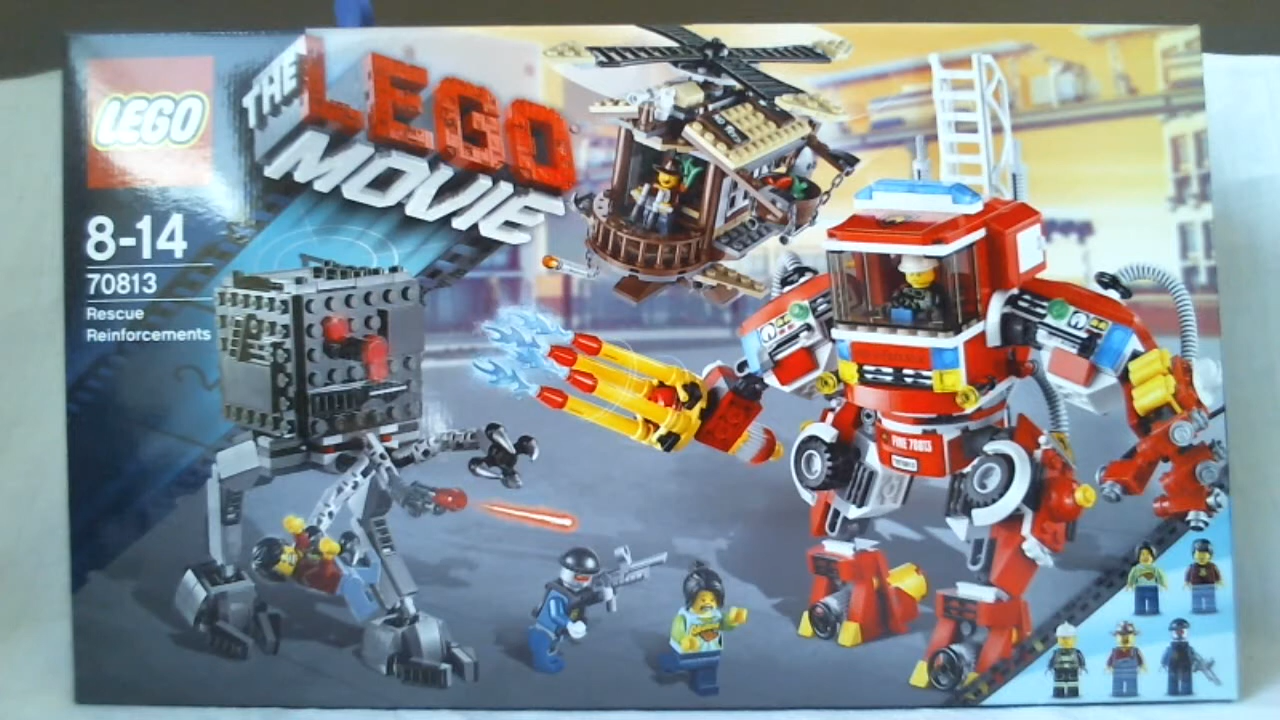 LEGO
THE
LEGO
MOVIE
8-14
70813
Rescue
Reinforcements
FIRE 70813